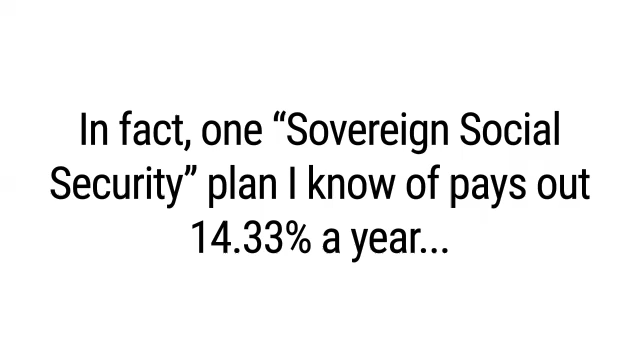 In fact, one “Sovereign Social
Security” plan I know of pays out
14.33% a year...